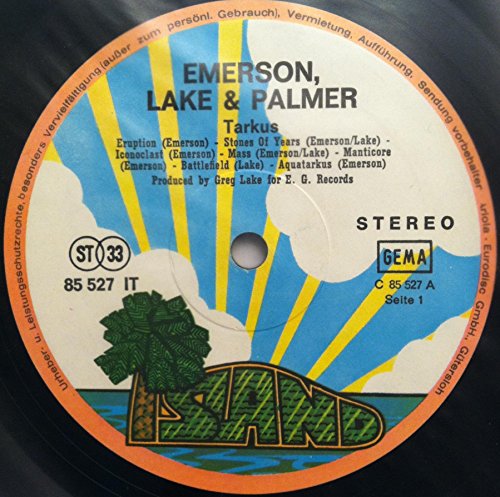 Urheber- u. Leistungsschutzrechte, besonders Vervielfältigung (außer zum persönl. Gebrauch), Vermietung, Aufführung, Sendung vorbehalten
Ariola - Eurodisc GmbH., Gütersloh
EMERSON,
LAKE & PALMER
Tarkus
Eruption (Emerson) - Stones Of Years (Emerson/Lake) -
Iconoclast (Emerson) - Mass (Emerson/Lake) - Manticore
(Emerson) - Battlefield (Lake) - Aquatarkus (Emerson)
Produced by Greg Lake for E. G. Records
STEREO
ST 33
GEMA
85 527 IT
C 85 527 A
Seite 1
ISLAND